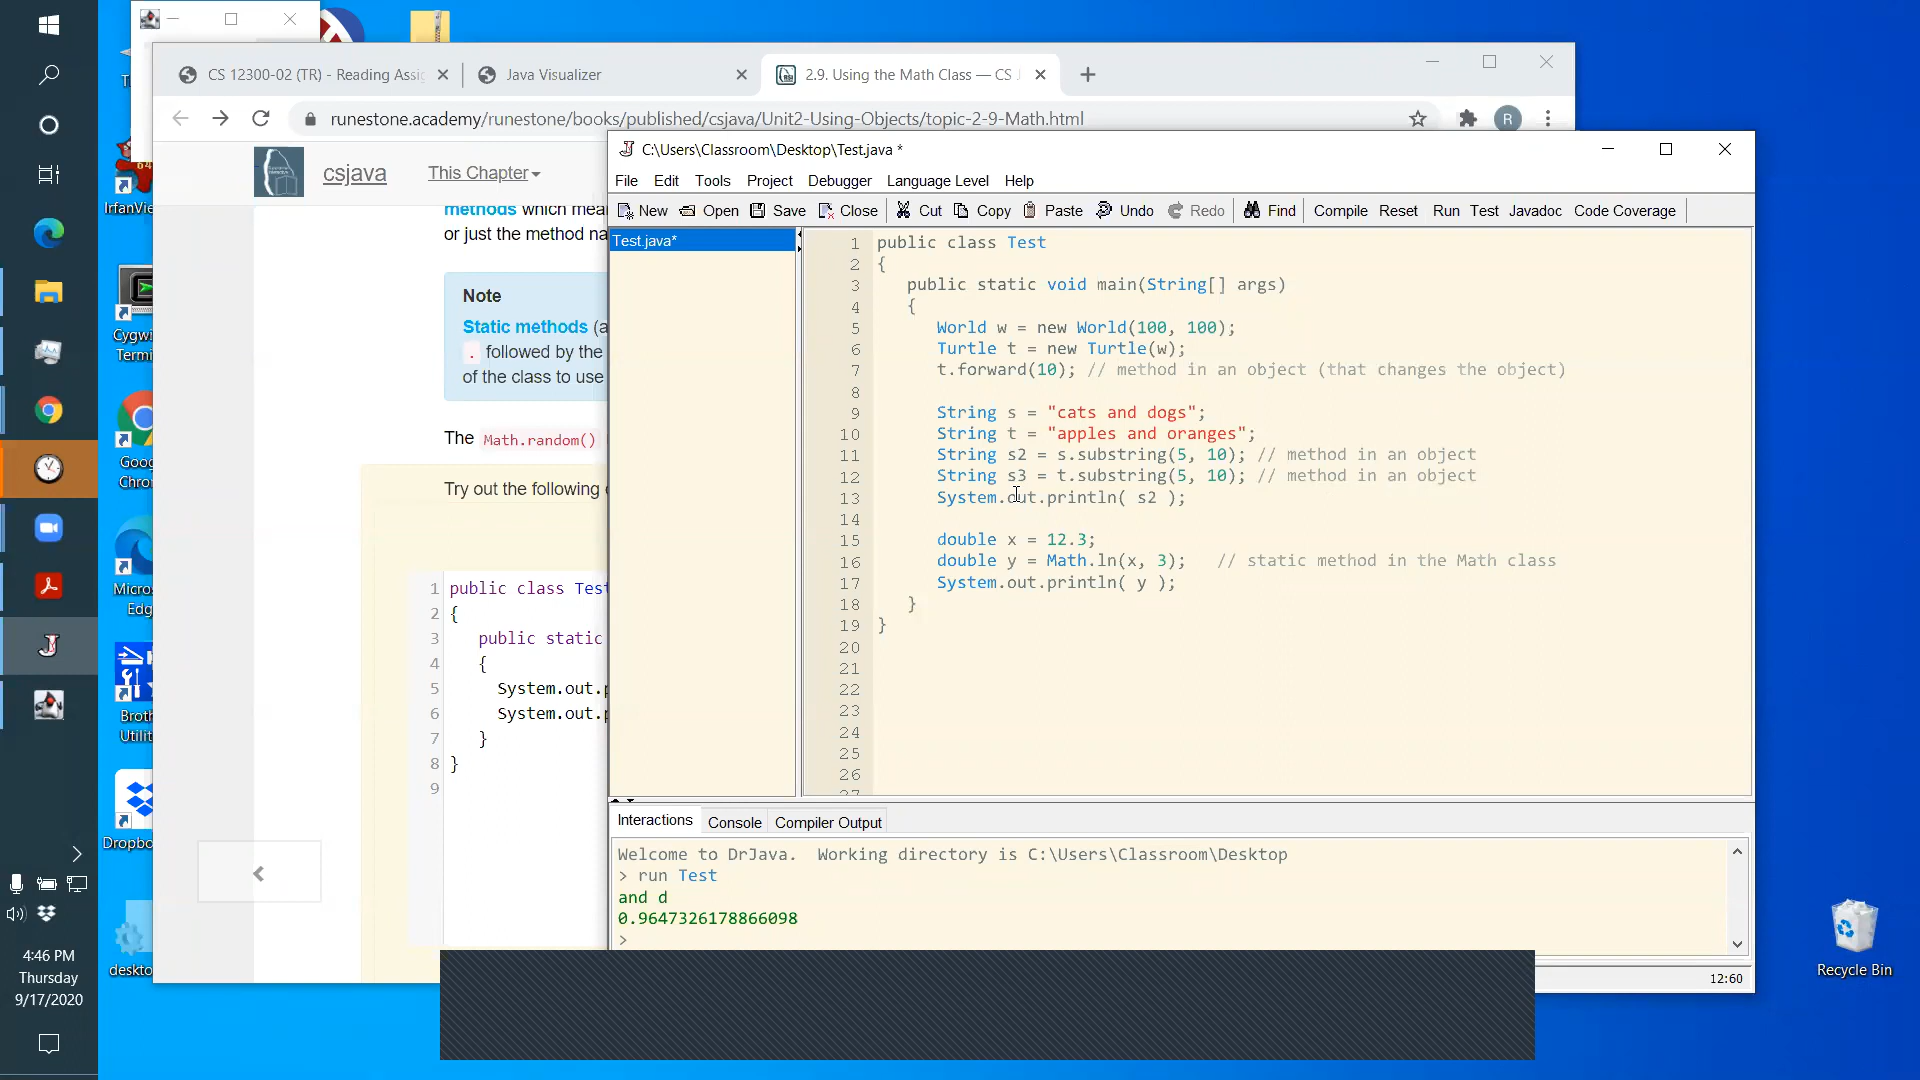 CS 12300-02 (TR) - Reading Assig
Java Visualizer
2.9. Using the Math Class — CS J
runestone.academy/runestone/books/published/csjava/Unit2-Using-Objects/topic-2-9-Math.html
R
csjava
This Chapter
methods which mea
or just the method na
Note
Static methods (a
. followed by the
of the class to use
The Math.random()
Try out the following
1 public class Test
2 {
3 public static
4 {
5 System.out.p
6 System.out.p
7 }
8 }
9
C:\Users\Classroom\Desktop\Test.java *
File Edit Tools Project Debugger Language Level Help
New Open Save Close Cut Copy Paste Undo Redo Find Compile Reset Run Test Javadoc Code Coverage
Test.java*
1 public class Test
2 {
3 public static void main(String[] args)
4 {
5 World w = new World(100, 100);
6 Turtle t = new Turtle(w);
7 t.forward(10); // method in an object (that changes the object)
8
9 String s = "cats and dogs";
10 String t = "apples and oranges";
11 String s2 = s.substring(5, 10); // method in an object
12 String s3 = t.substring(5, 10); // method in an object
13 System.out.println( s2 );
14
15 double x = 12.3;
16 double y = Math.ln(x, 3); // static method in the Math class
17 System.out.println( y );
18 }
19 }
20
21
22
23
24
25
26
27
Interactions Console Compiler Output
Welcome to DrJava. Working directory is C:\Users\Classroom\Desktop
> run Test
and d
0.9647326178866098
>
12:60
IrfanVie
Cygwi
Termi
Goog
Chro
Micro
Edg
Broth
Utilit
Dropbo
deskto
Recycle Bin
4:46 PM
Thursday
9/17/2020